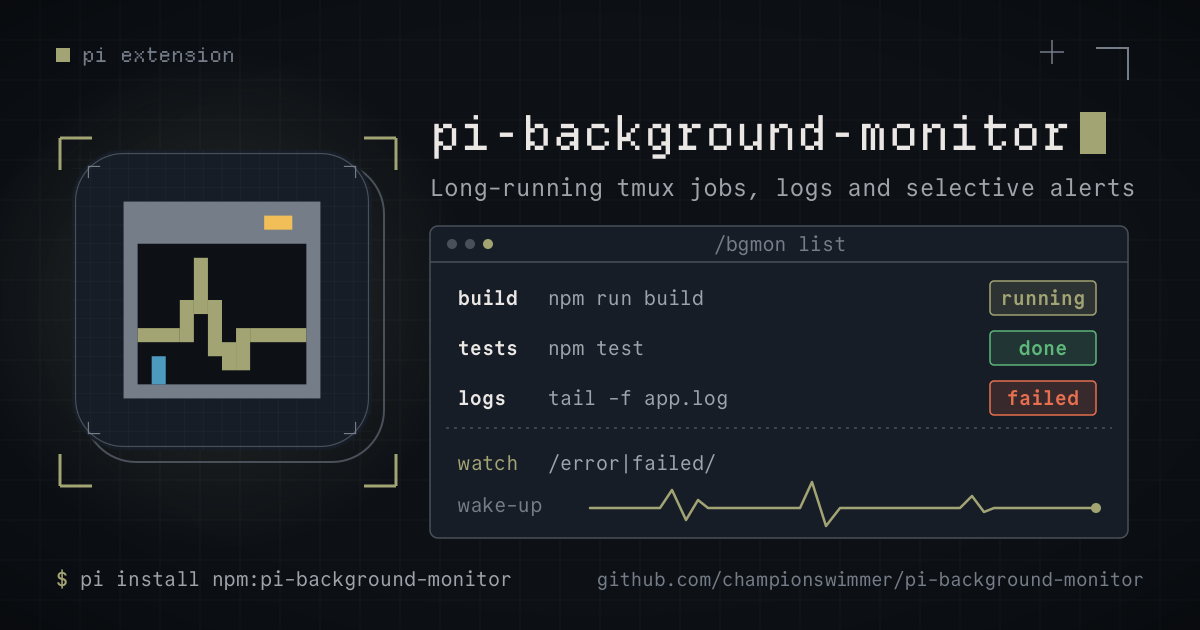 pi extension
pi-background-monitor
Long-running tmux jobs, logs and selective alerts
/bgmon list
build npm run build running
tests npm test done
logs tail -f app.log failed
watch /error|failed/
wake-up
$ pi install npm:pi-background-monitor
github.com/championswimmer/pi-background-monitor